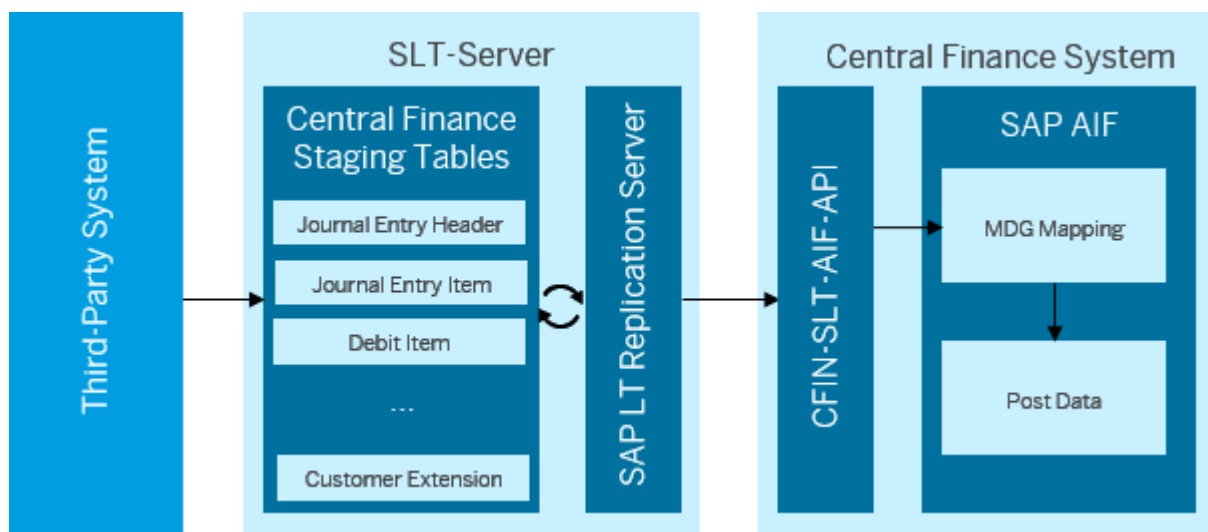 Third-Party System
SLT-Server
Central Finance
Staging Tables
Journal Entry Header
Journal Entry Item
Debit Item
...
Customer Extension
SAP LT Replication Server
Central Finance System
CFIN-SLT-AIF-API
SAP AIF
MDG Mapping
Post Data